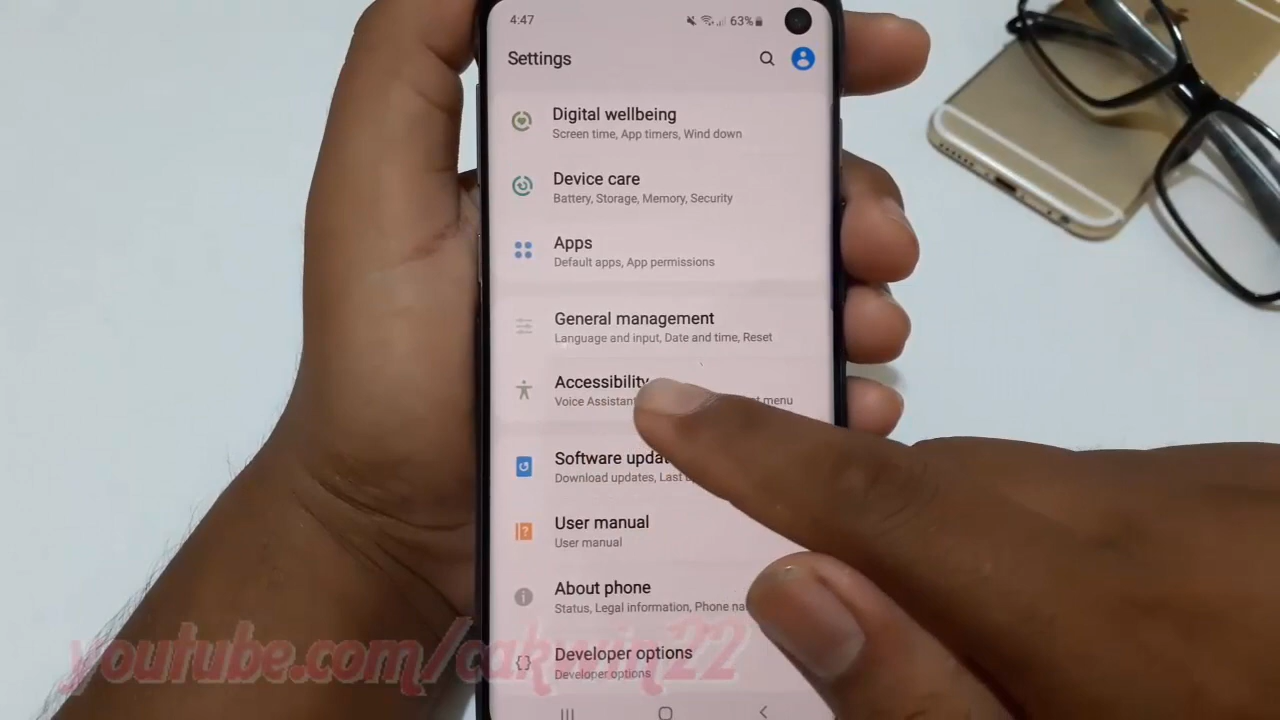 4:47
63%
Settings
Digital wellbeing
Screen time, App timers, Wind down
Device care
Battery, Storage, Memory, Security
Apps
Default apps, App permissions
General management
Language and input, Date and time, Reset
Accessibility
Voice Assistant menu
Software
Download updates, Last
User manual
User manual
About phone
Status, Legal information, Phone
Developer options
Developer options
youtube.com/cakwin22